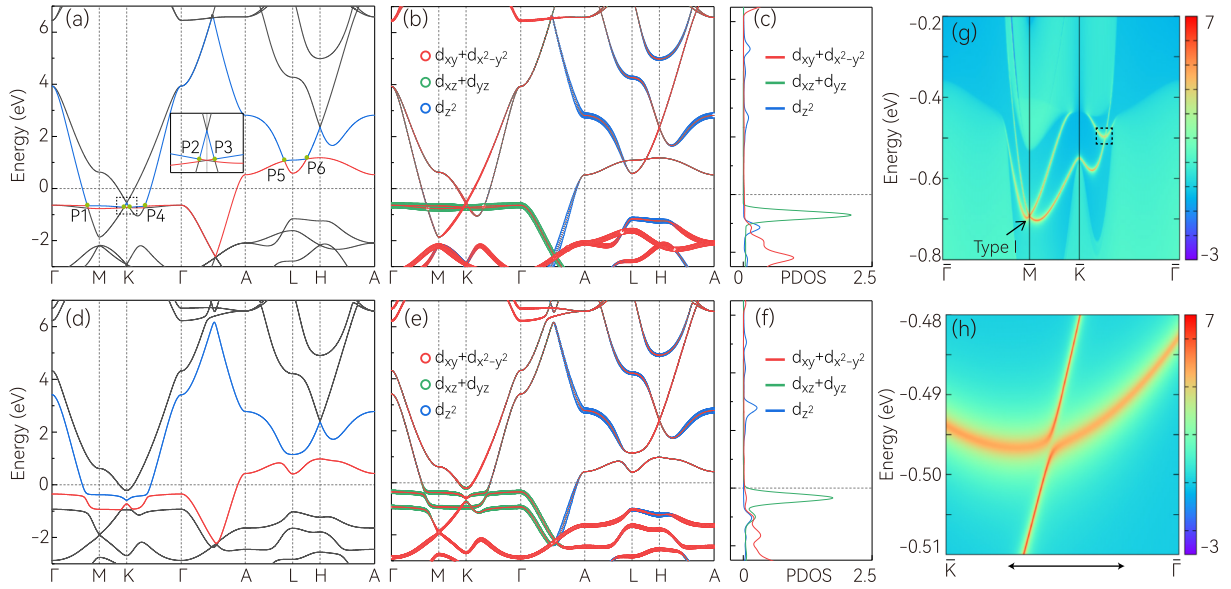 (a)
Energy (eV)
6
4
2
0
−2
P1
P2
P3
P4
P5
P6
Γ M K Γ A L H A
(b)
dxy+dx²−y²
dxz+dyz
dz²
Γ M K Γ A L H A
(c)
dxy+dx²−y²
dxz+dyz
dz²
0 PDOS 2.5
(g)
Energy (eV)
−0.2
−0.4
−0.6
−0.8
Type I
Γ̄ M̄ K̄ Γ̄
7
−3
(d)
Energy (eV)
6
4
2
0
−2
Γ M K Γ A L H A
(e)
dxy+dx²−y²
dxz+dyz
dz²
Γ M K Γ A L H A
(f)
dxy+dx²−y²
dxz+dyz
dz²
0 PDOS 2.5
(h)
Energy (eV)
−0.48
−0.49
−0.50
−0.51
K̄ Γ̄
7
−3